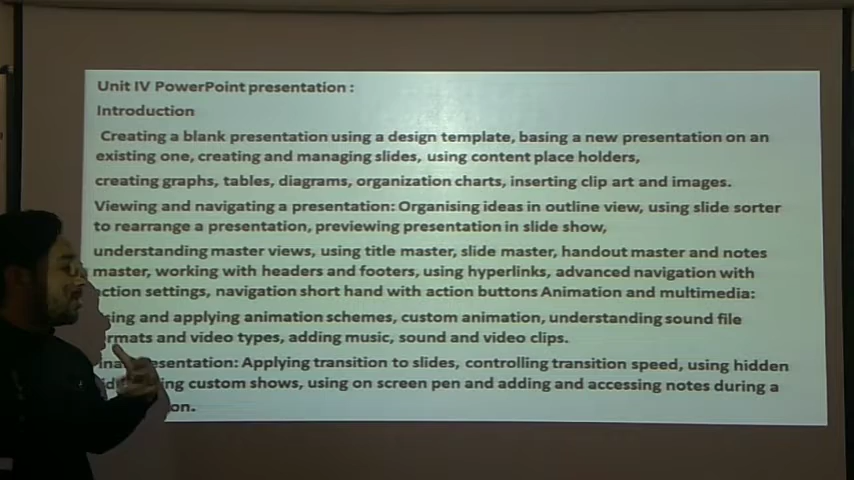 Unit IV PowerPoint presentation :
Introduction
Creating a blank presentation using a design template, basing a new presentation on an
existing one, creating and managing slides, using content place holders,
creating graphs, tables, diagrams, organization charts, inserting clip art and images.
Viewing and navigating a presentation: Organising ideas in outline view, using slide sorter
to rearrange a presentation, previewing presentation in slide show,
understanding master views, using title master, slide master, handout master and notes
master, working with headers and footers, using hyperlinks, advanced navigation with
action settings, navigation short hand with action buttons Animation and multimedia:
and applying animation schemes, custom animation, understanding sound file
and video types, adding music, sound and video clips.
Applying transition to slides, controlling transition speed, using hidden
custom shows, using on screen pen and adding and accessing notes during a